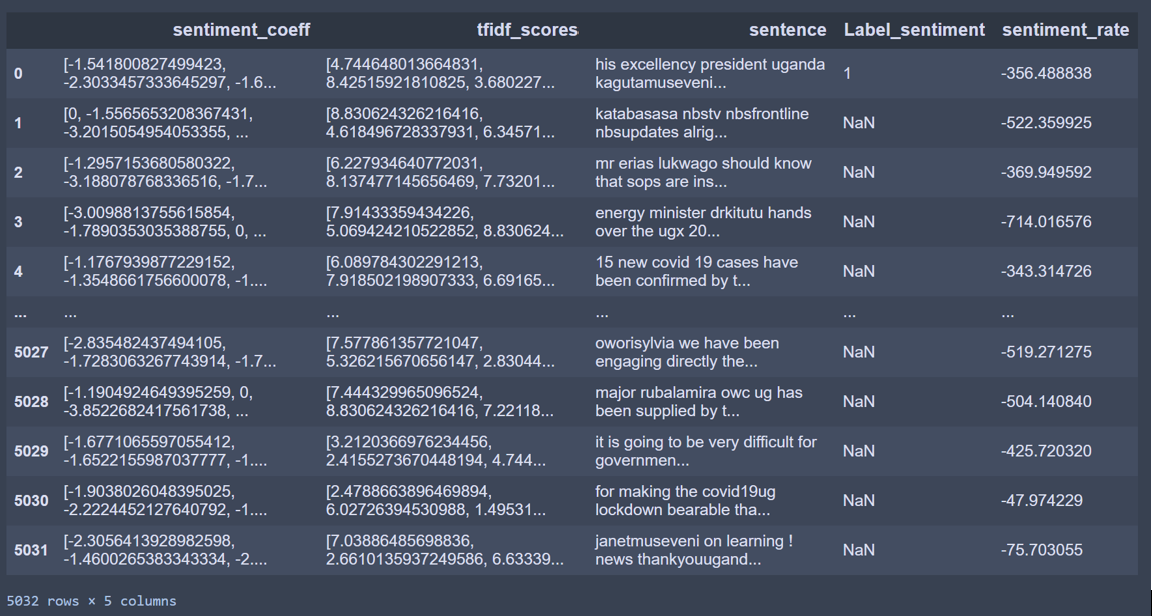 sentiment_coeff tfidf_scores sentence Label_sentiment sentiment_rate
0 [-1.541800827499423, -2.3033457333645297, -1.6... [4.744648013664831, 8.42515921810825, 3.680227... his excellency president uganda kagutamuseveni... 1 -356.488838
1 [0, -1.5565653208367431, -3.2015054954053355, ... [8.830624326216416, 4.618496728337931, 6.34571... katabasasa nbstv nbsfrontline nbsupdates alrig... NaN -522.359925
2 [-1.2957153680580322, -3.188078768336516, -1.7... [6.227934640772031, 8.137477145656469, 7.73201... mr erias lukwago should know that sops are ins... NaN -369.949592
3 [-3.0098813755615854, -1.7890353035388755, 0, ... [7.91433359434226, 5.069424210522852, 8.830624... energy minister drkitutu hands over the ugx 20... NaN -714.016576
4 [-1.1767939877229152, -1.3548661756600078, -1.... [6.089784302291213, 7.918502198907333, 6.69165... 15 new covid 19 cases have been confirmed by t... NaN -343.314726
... ... ... ... ... ...
5027 [-2.835482437494105, -1.7283063267743914, -1.7... [7.577861357721047, 5.326215670656147, 2.83044... oworisylvia we have been engaging directly the... NaN -519.271275
5028 [-1.1904924649395259, 0, -3.8522682417561738, ... [7.444329965096524, 8.830624326216416, 7.22118... major rubalamira owc ug has been supplied by t... NaN -504.140840
5029 [-1.6771065597055412, -1.6522155987037777, -1.... [3.2120366976234456, 2.4155273670448194, 4.744... it is going to be very difficult for governmen... NaN -425.720320
5030 [-1.9038026048395025, -2.2224452127640792, -1.... [2.4788663896469894, 6.02726394530988, 1.49531... for making the covid19ug lockdown bearable tha... NaN -47.974229
5031 [-2.3056413928982598, -1.4600265383343334, -2.... [7.03886485698836, 2.6610135937249586, 6.63339... janetmuseveni on learning ! news thankyouugand... NaN -75.703055
5032 rows × 5 columns